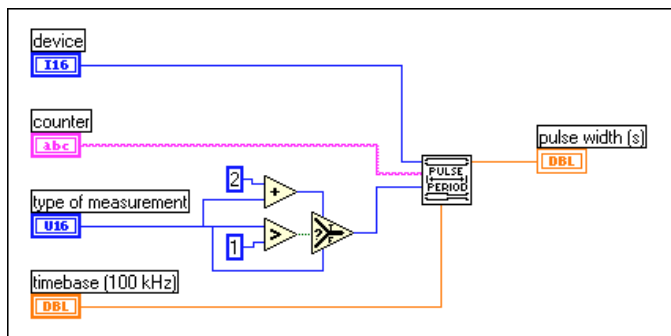 device
I16
counter
abc
PULSE
PERIOD
pulse width (s)
DBL
2
+
type of measurement
U16
>
?
T
F
1
timebase (100 kHz)
DBL